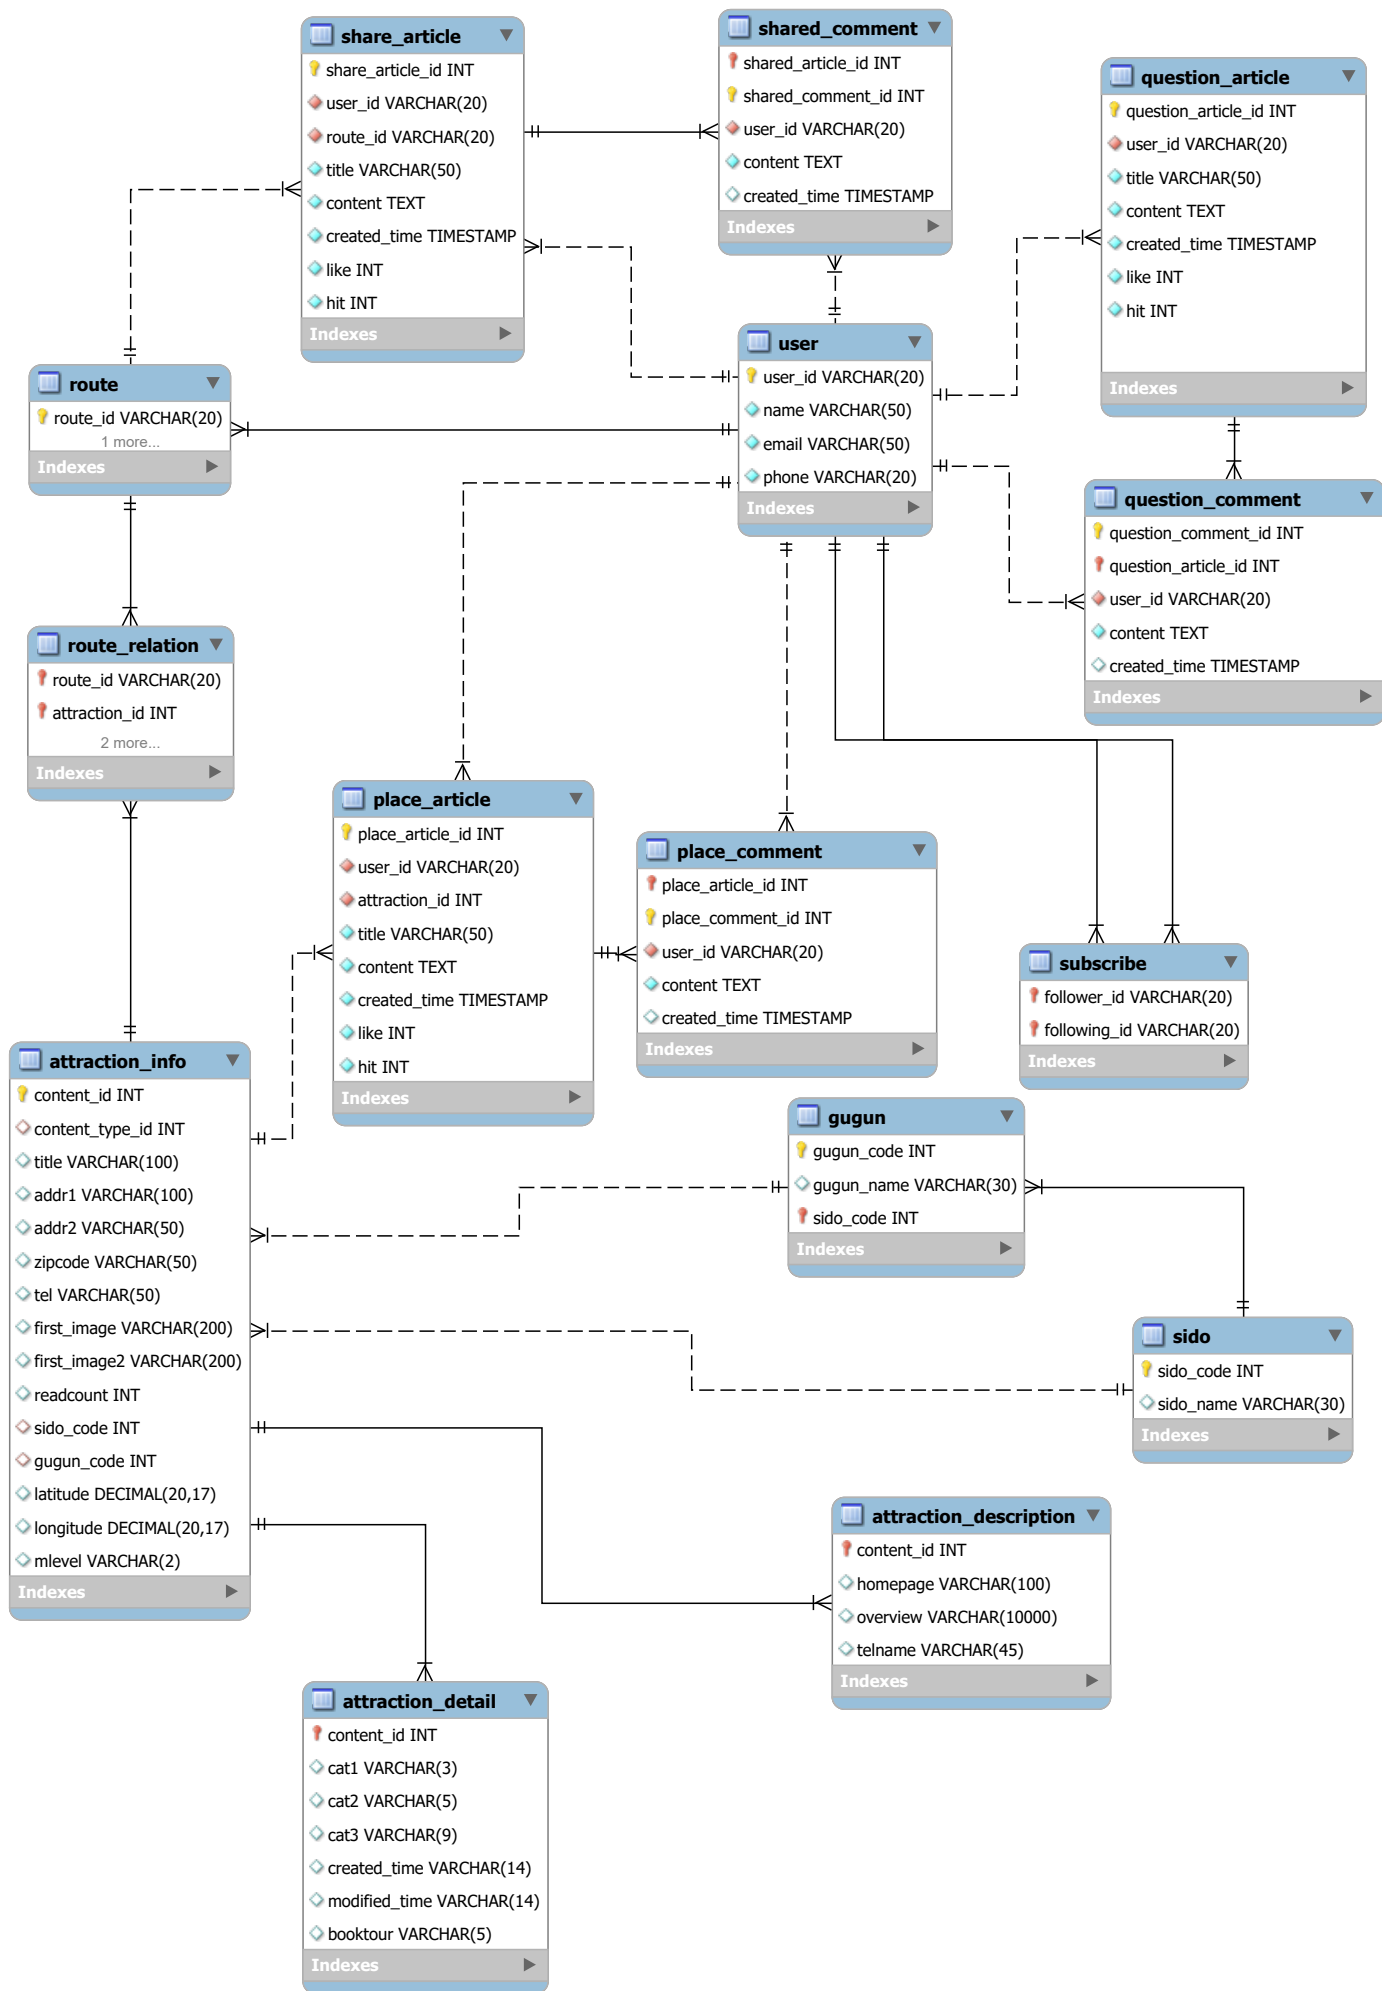 share_article
share_article_id INT
user_id VARCHAR(20)
route_id VARCHAR(20)
title VARCHAR(50)
content TEXT
created_time TIMESTAMP
like INT
hit INT
Indexes
shared_comment
shared_article_id INT
shared_comment_id INT
user_id VARCHAR(20)
content TEXT
created_time TIMESTAMP
Indexes
question_article
question_article_id INT
user_id VARCHAR(20)
title VARCHAR(50)
content TEXT
created_time TIMESTAMP
like INT
hit INT
Indexes
route
route_id VARCHAR(20)
1 more...
Indexes
user
user_id VARCHAR(20)
name VARCHAR(50)
email VARCHAR(50)
phone VARCHAR(20)
Indexes
question_comment
question_comment_id INT
question_article_id INT
user_id VARCHAR(20)
content TEXT
created_time TIMESTAMP
Indexes
route_relation
route_id VARCHAR(20)
attraction_id INT
2 more...
Indexes
place_article
place_article_id INT
user_id VARCHAR(20)
attraction_id INT
title VARCHAR(50)
content TEXT
created_time TIMESTAMP
like INT
hit INT
Indexes
place_comment
place_article_id INT
place_comment_id INT
user_id VARCHAR(20)
content TEXT
created_time TIMESTAMP
Indexes
subscribe
follower_id VARCHAR(20)
following_id VARCHAR(20)
Indexes
attraction_info
content_id INT
content_type_id INT
title VARCHAR(100)
addr1 VARCHAR(100)
addr2 VARCHAR(50)
zipcode VARCHAR(50)
tel VARCHAR(50)
first_image VARCHAR(200)
first_image2 VARCHAR(200)
readcount INT
sido_code INT
gugun_code INT
latitude DECIMAL(20,17)
longitude DECIMAL(20,17)
mlevel VARCHAR(2)
Indexes
gugun
gugun_code INT
gugun_name VARCHAR(30)
sido_code INT
Indexes
sido
sido_code INT
sido_name VARCHAR(30)
Indexes
attraction_description
content_id INT
homepage VARCHAR(100)
overview VARCHAR(10000)
telname VARCHAR(45)
Indexes
attraction_detail
content_id INT
cat1 VARCHAR(3)
cat2 VARCHAR(5)
cat3 VARCHAR(9)
created_time VARCHAR(14)
modified_time VARCHAR(14)
booktour VARCHAR(5)
Indexes